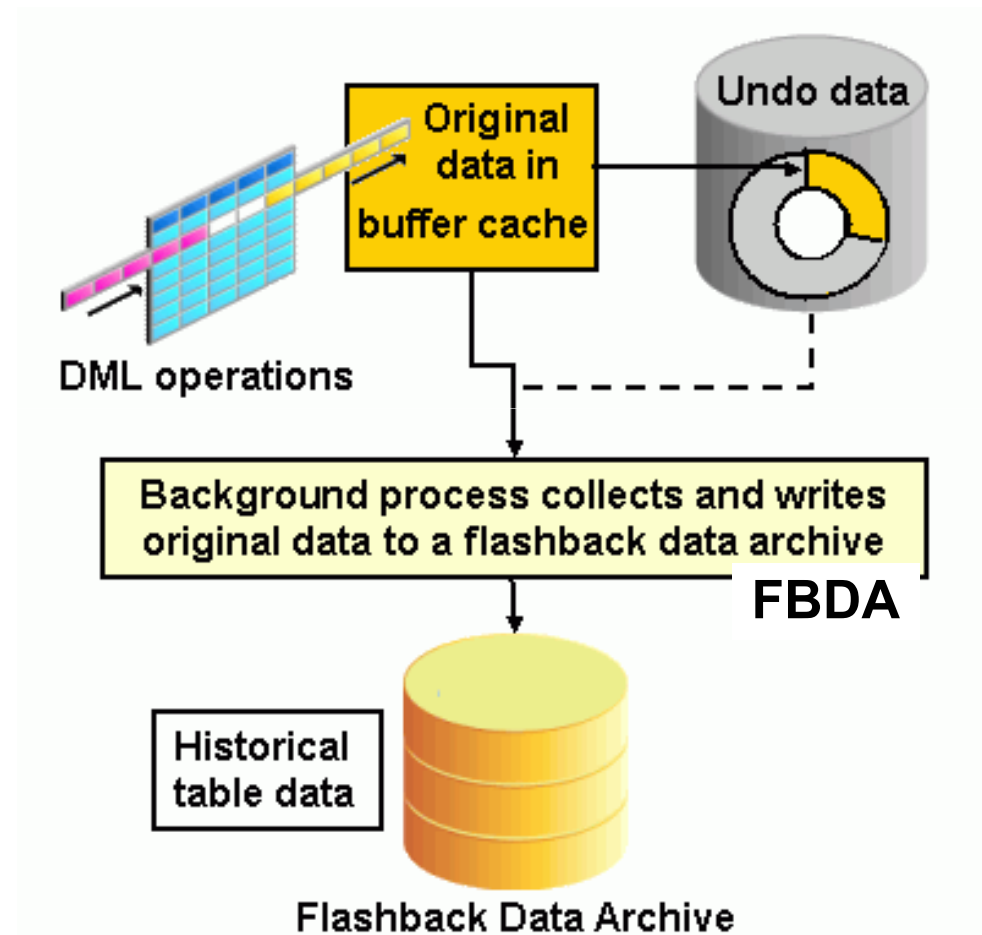 Original
data in
buffer cache
Undo data
DML operations
Background process collects and writes
original data to a flashback data archive
FBDA
Historical
table data
Flashback Data Archive